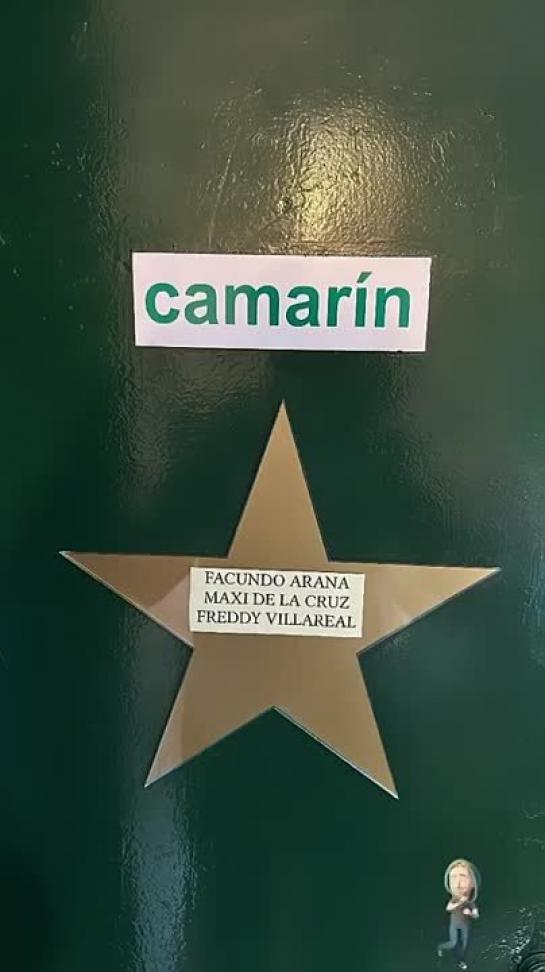 camarín
FACUNDO ARANA
MAXI DE LA CRUZ
FREDDY VILLAREAL